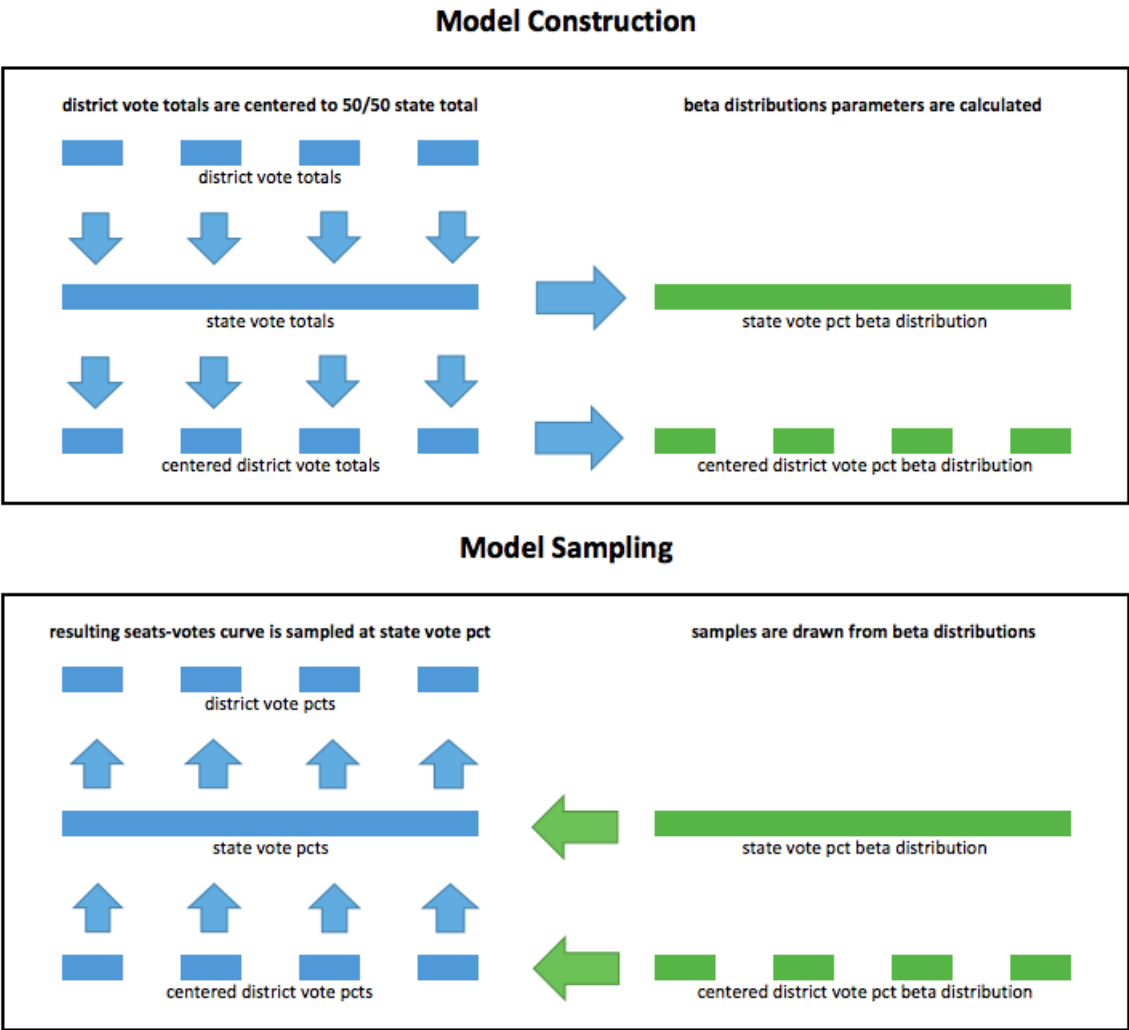 Model Construction
district vote totals are centered to 50/50 state total
beta distributions parameters are calculated
district vote totals
state vote totals
state vote pct beta distribution
centered district vote totals
centered district vote pct beta distribution
Model Sampling
resulting seats-votes curve is sampled at state vote pct
samples are drawn from beta distributions
district vote pcts
state vote pcts
state vote pct beta distribution
centered district vote pcts
centered district vote pct beta distribution